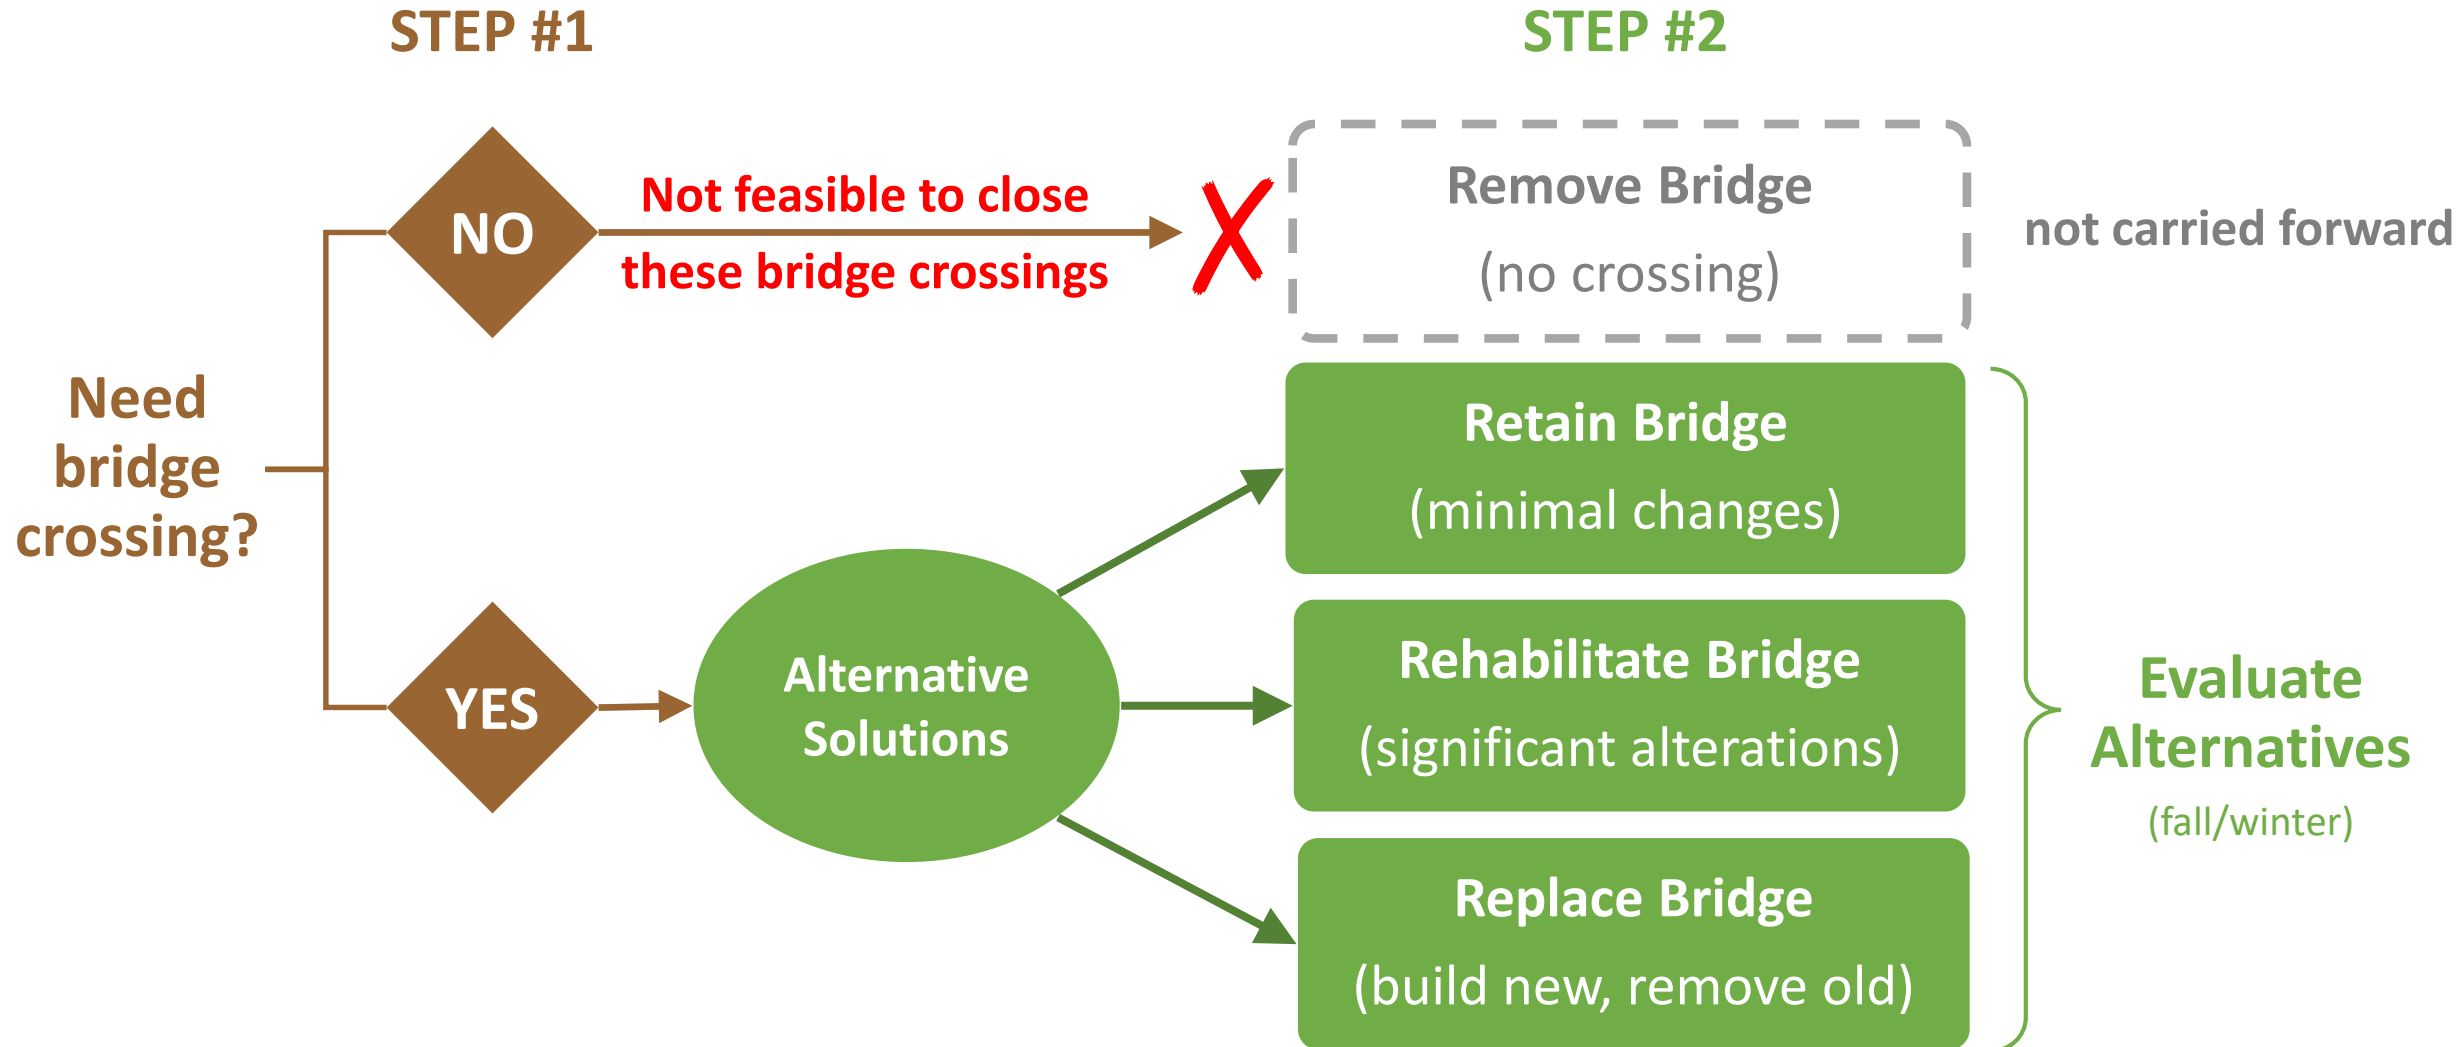 STEP #1
STEP #2
NO
Not feasible to close
these bridge crossings
Remove Bridge
(no crossing)
not carried forward
Need
bridge
crossing?
YES
Alternative
Solutions
Retain Bridge
(minimal changes)
Rehabilitate Bridge
(significant alterations)
Replace Bridge
(build new, remove old)
Evaluate
Alternatives
(fall/winter)